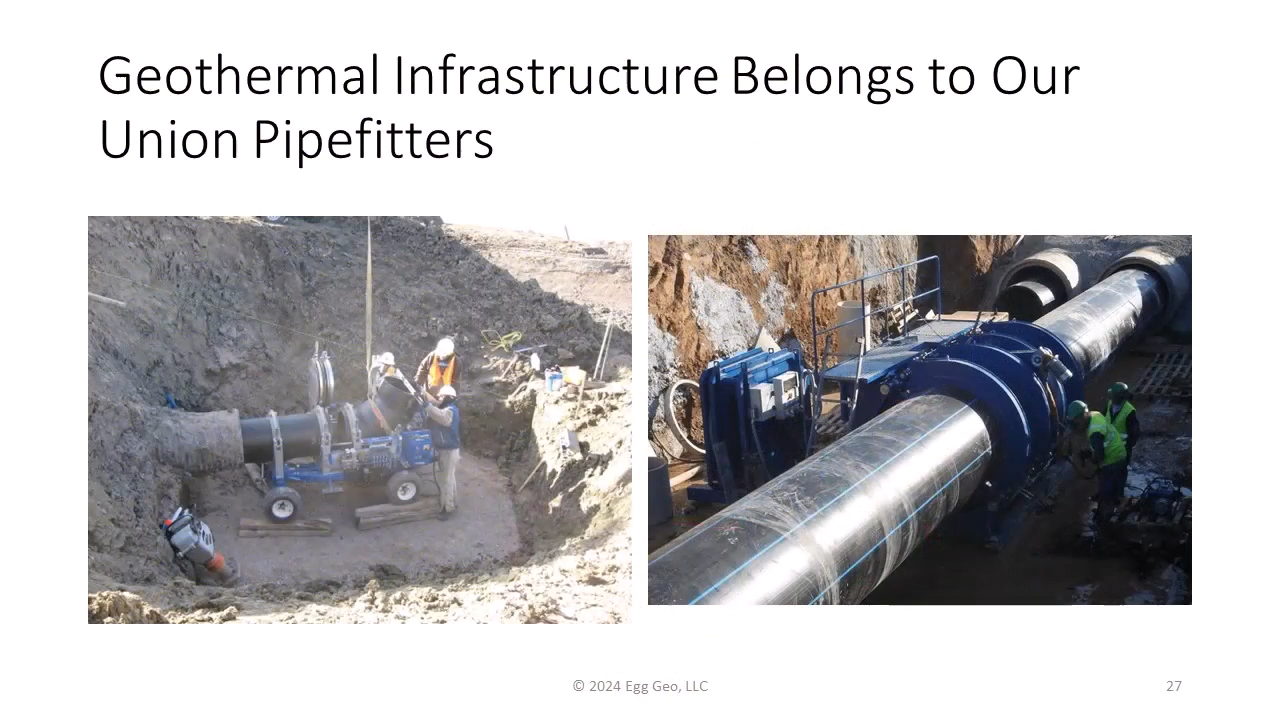 Geothermal Infrastructure Belongs to Our
Union Pipefitters
© 2024 Egg Geo, LLC
27